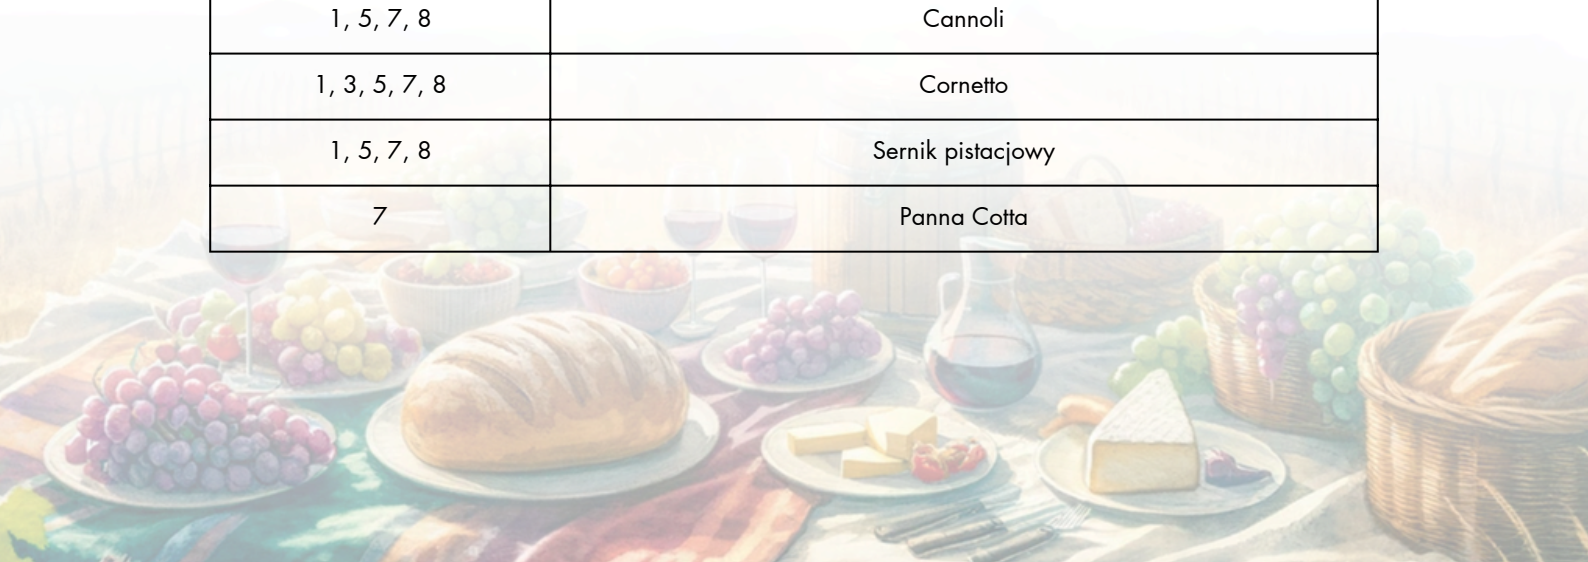 1, 5, 7, 8 Cannoli
1, 3, 5, 7, 8 Cornetto
1, 5, 7, 8 Sernik pistacjowy
7 Panna Cotta